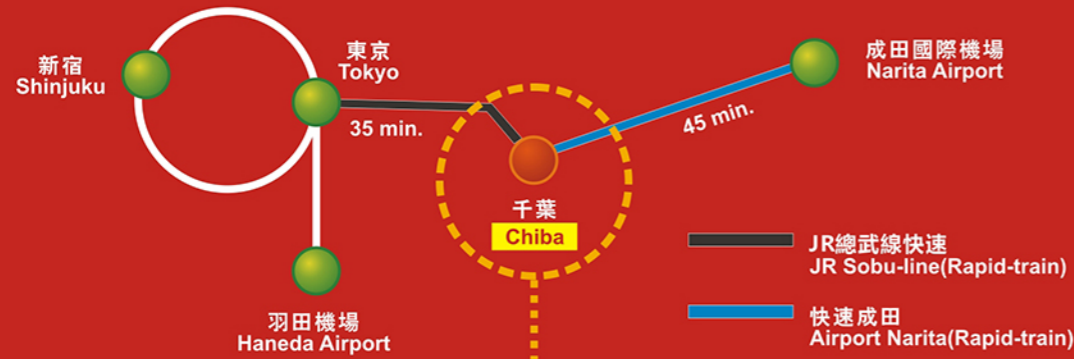 新宿
Shinjuku
東京
Tokyo
35 min.
成田國際機場
Narita Airport
45 min.
千葉
Chiba
羽田機場
Haneda Airport
JR總武線快速
JR Sobu-line(Rapid-train)
快速成田
Airport Narita(Rapid-train)